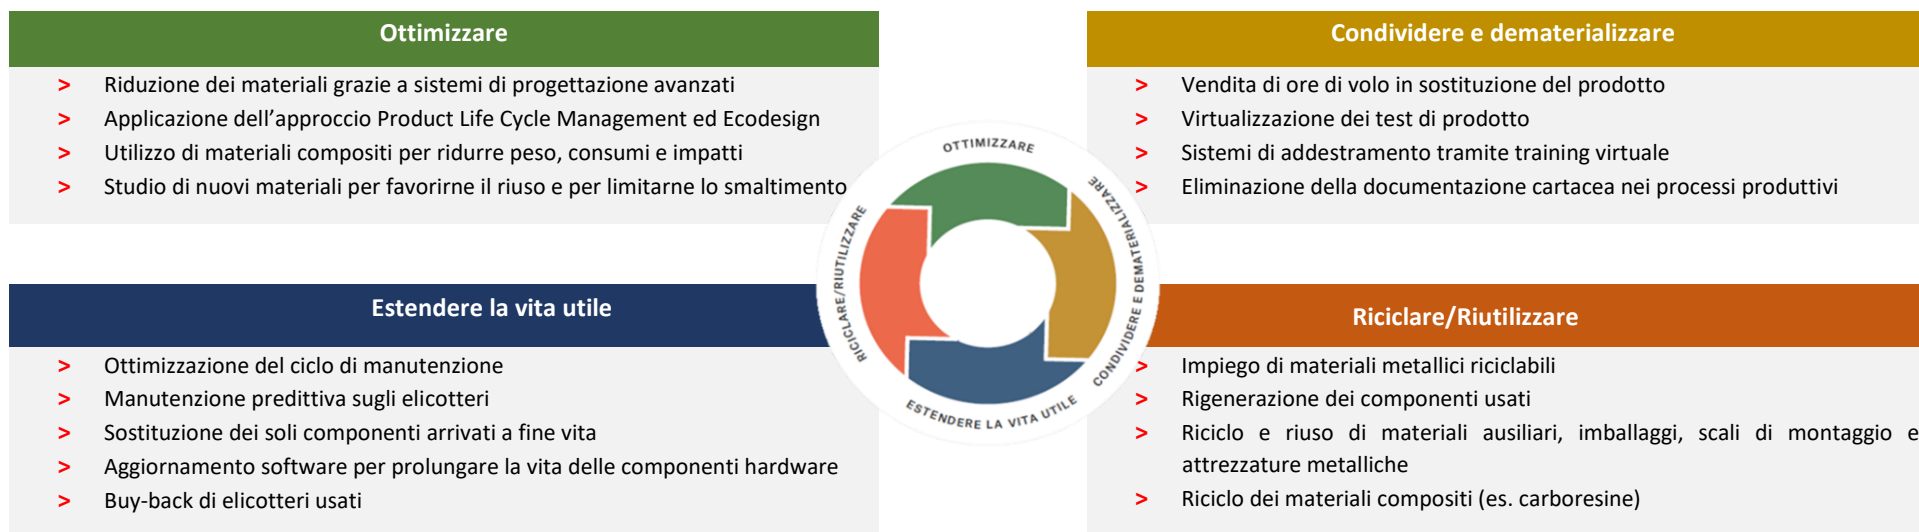 Ottimizzare
> Riduzione dei materiali grazie a sistemi di progettazione avanzati
> Applicazione dell’approccio Product Life Cycle Management ed Ecodesign
> Utilizzo di materiali compositi per ridurre peso, consumi e impatti
> Studio di nuovi materiali per favorirne il riuso e per limitarne lo smaltimento
Condividere e dematerializzare
> Vendita di ore di volo in sostituzione del prodotto
> Virtualizzazione dei test di prodotto
> Sistemi di addestramento tramite training virtuale
> Eliminazione della documentazione cartacea nei processi produttivi
OTTIMIZZARE
CONDIVIDERE E DEMATERIALIZZARE
ESTENDERE LA VITA UTILE
RICICLARE/RIUTILIZZARE
Estendere la vita utile
> Ottimizzazione del ciclo di manutenzione
> Manutenzione predittiva sugli elicotteri
> Sostituzione dei soli componenti arrivati a fine vita
> Aggiornamento software per prolungare la vita delle componenti hardware
> Buy-back di elicotteri usati
Riciclare/Riutilizzare
> Impiego di materiali metallici riciclabili
> Rigenerazione dei componenti usati
> Riciclo e riuso di materiali ausiliari, imballaggi, scali di montaggio e
attrezzature metalliche
> Riciclo dei materiali compositi (es. carboresine)